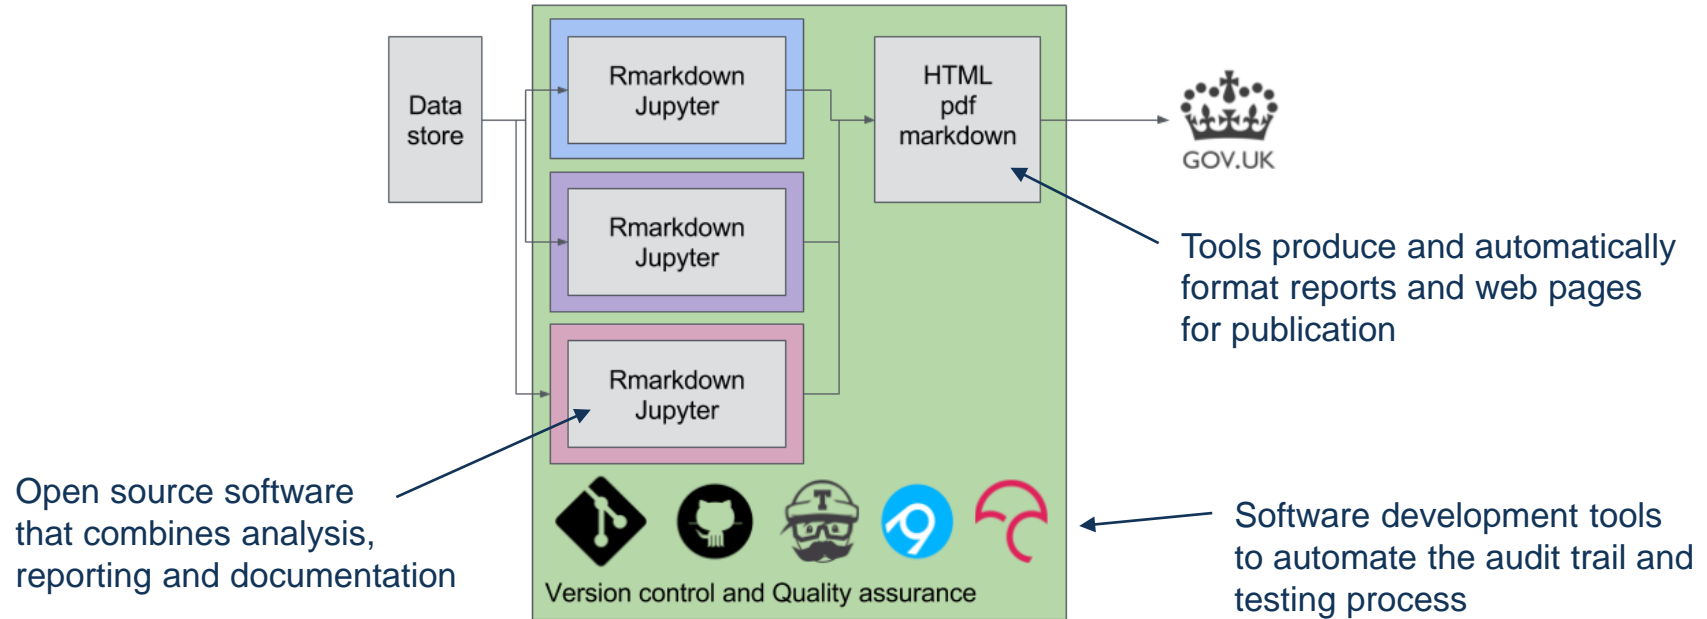 Data
store
Rmarkdown
Jupyter
Rmarkdown
Jupyter
Rmarkdown
Jupyter
HTML
pdf
markdown
GOV.UK
Tools produce and automatically
format reports and web pages
for publication
Open source software
that combines analysis,
reporting and documentation
T
Version control and Quality assurance
Software development tools
to automate the audit trail and
testing process